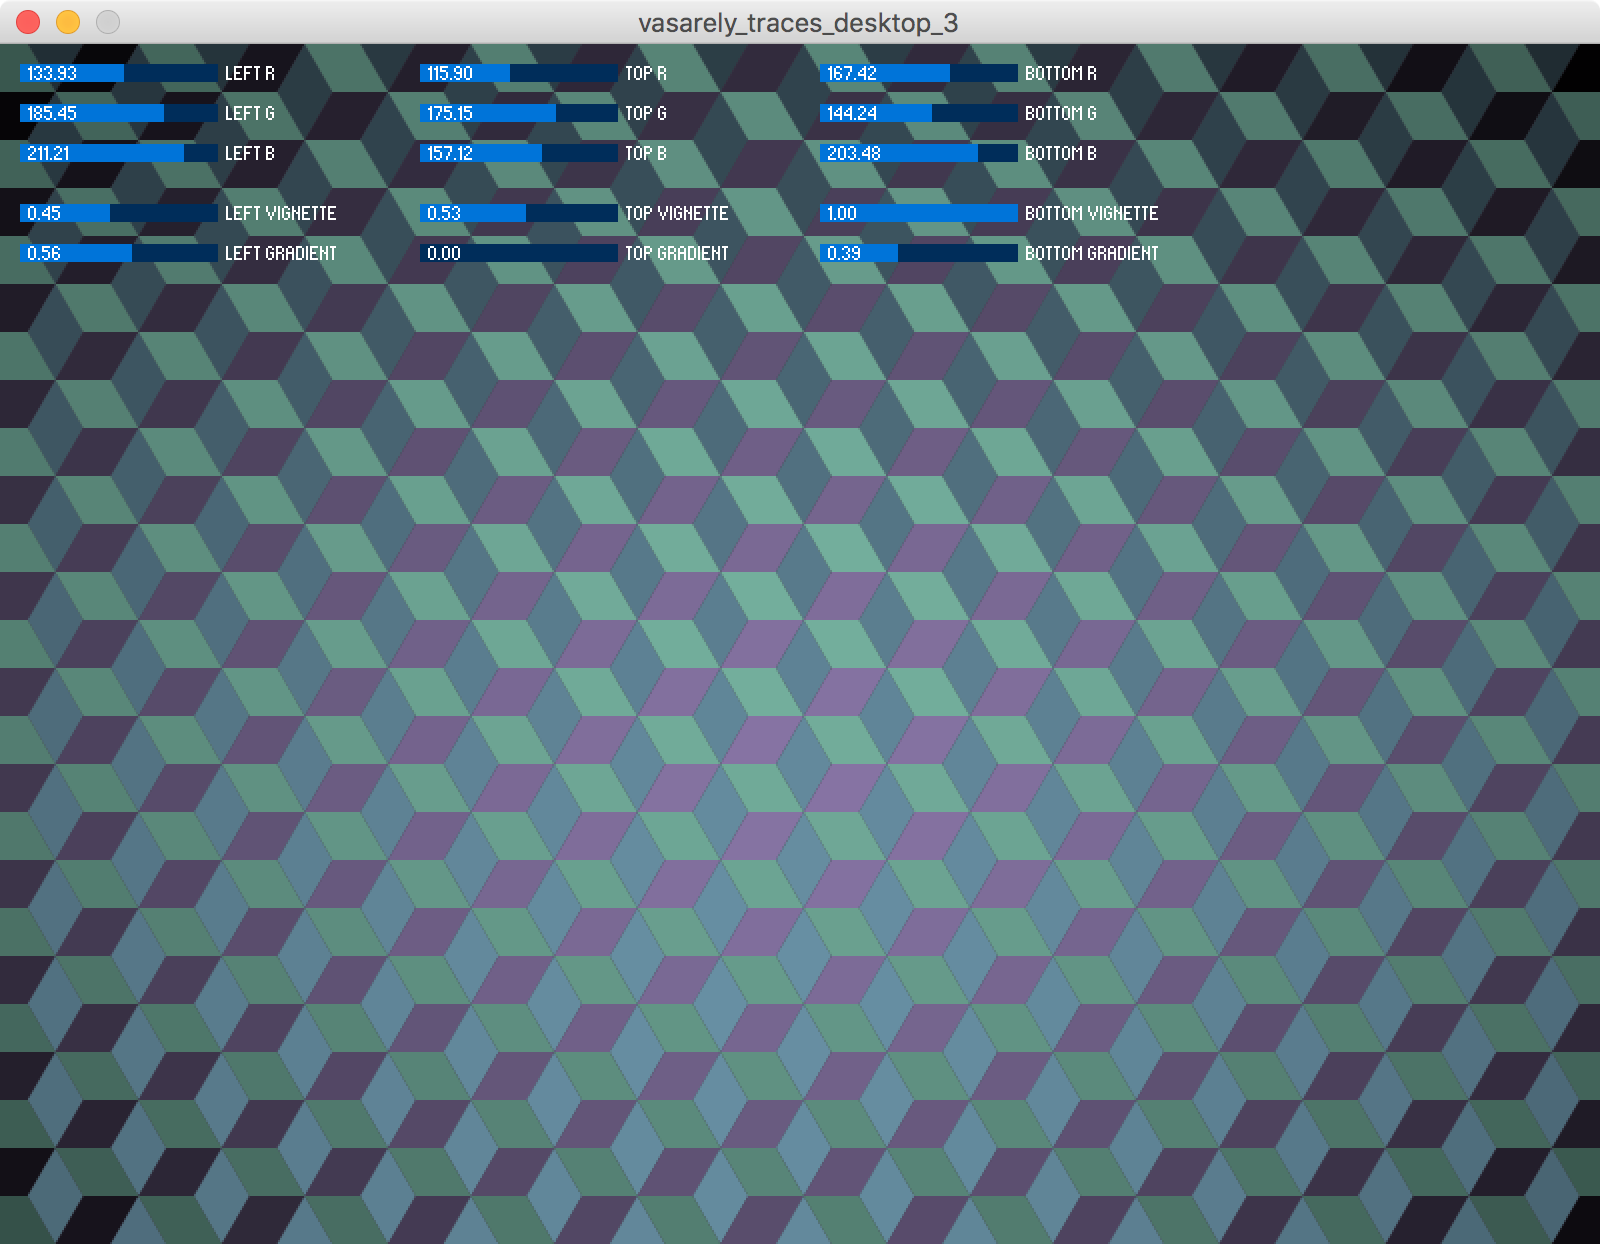 vasarely_traces_desktop_3
133.93 LEFT R 115.90 TOP R 167.42 BOTTOM R
185.45 LEFT G 175.15 TOP G 144.24 BOTTOM G
211.21 LEFT B 157.12 TOP B 203.48 BOTTOM B
0.45 LEFT VIGNETTE 0.53 TOP VIGNETTE 1.00 BOTTOM VIGNETTE
0.56 LEFT GRADIENT 0.00 TOP GRADIENT 0.39 BOTTOM GRADIENT